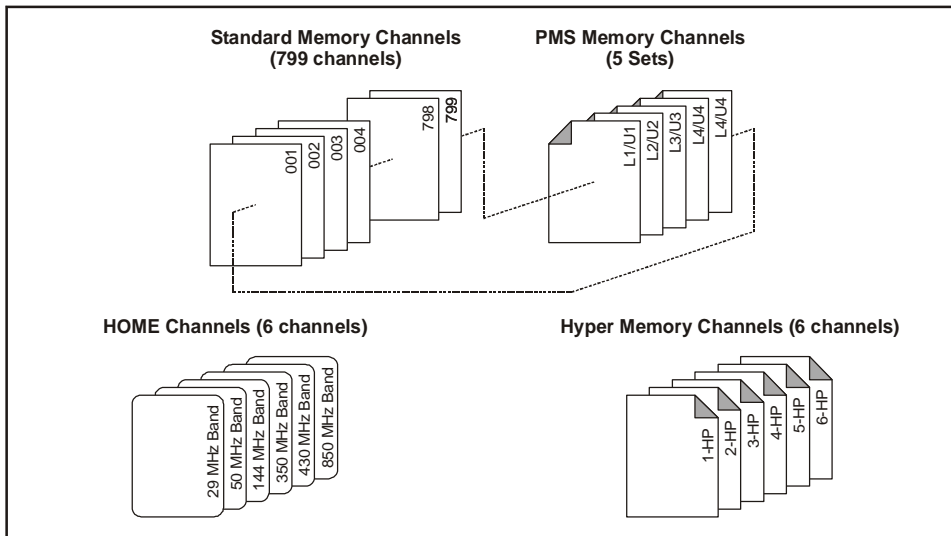 Standard Memory Channels
(799 channels)
PMS Memory Channels
(5 Sets)
001
002
003
004
798
799
L1/U1
L2/U2
L3/U3
L4/U4
L4/U4
HOME Channels (6 channels)
Hyper Memory Channels (6 channels)
29 MHz Band
50 MHz Band
144 MHz Band
350 MHz Band
430 MHz Band
850 MHz Band
1-HP
2-HP
3-HP
4-HP
5-HP
6-HP